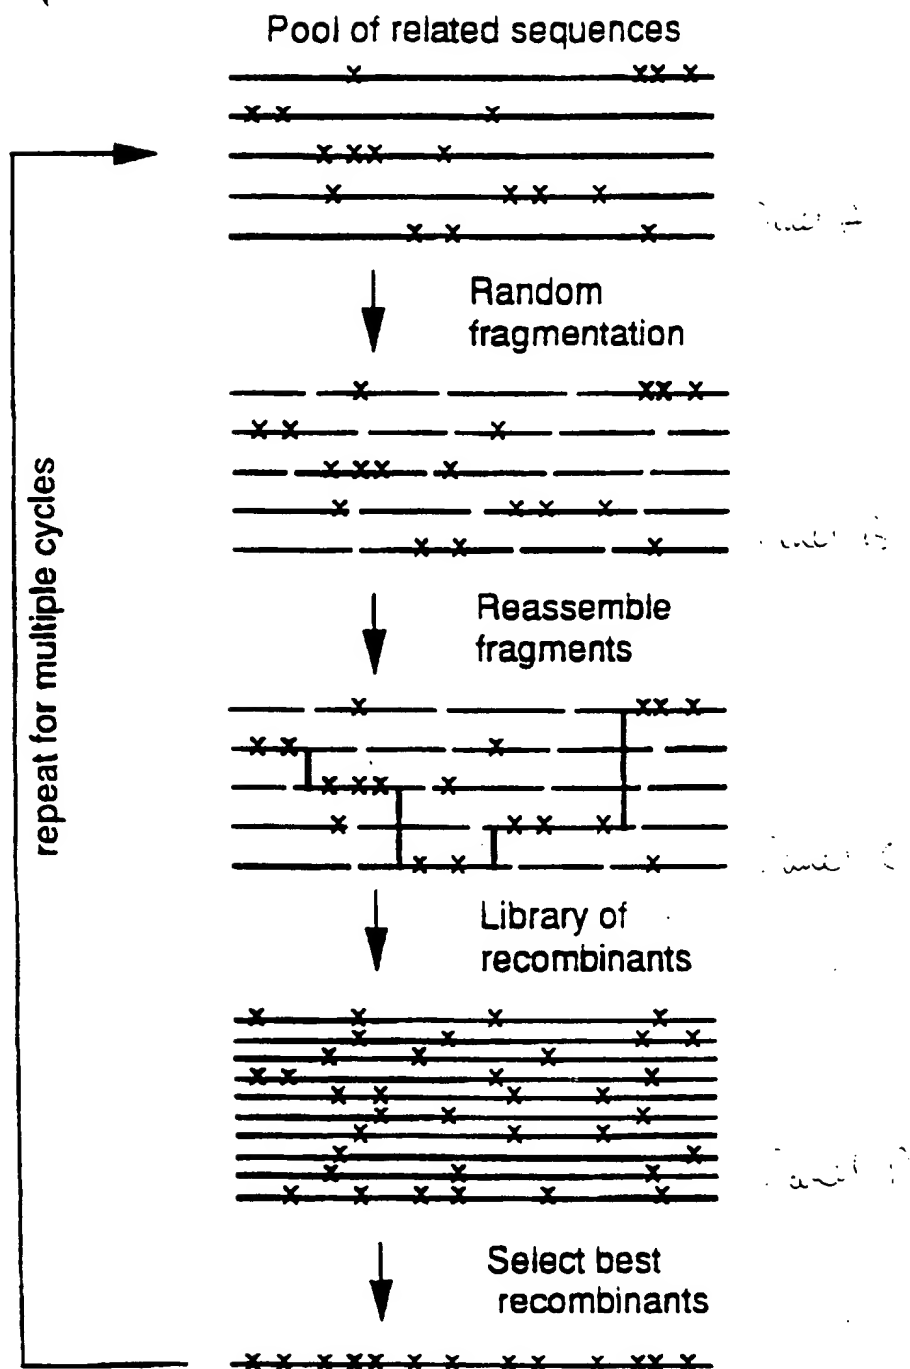 Pool of related sequences
Random
fragmentation
Reassemble
fragments
repeat for multiple cycles
Library of
recombinants
Select best
recombinants